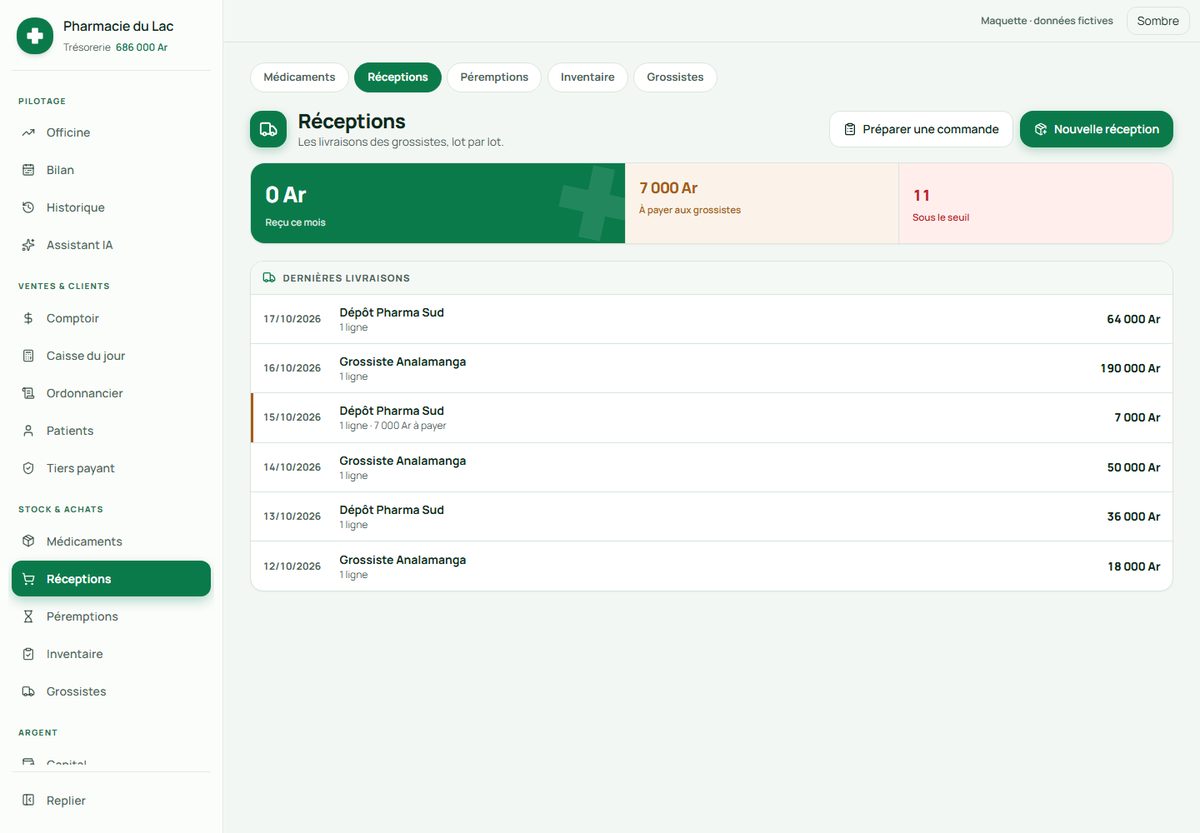 Pharmacie du Lac
Trésorerie 686 000 Ar
Maquette · données fictives
Sombre
PILOTAGE
Officine
Bilan
Historique
Assistant IA
VENTES & CLIENTS
Comptoir
Caisse du jour
Ordonnancier
Patients
Tiers payant
STOCK & ACHATS
Médicaments
Réceptions
Péremptions
Inventaire
Grossistes
ARGENT
Capital
Replier
Médicaments
Réceptions
Péremptions
Inventaire
Grossistes
Réceptions
Les livraisons des grossistes, lot par lot.
Préparer une commande
Nouvelle réception
0 Ar
Reçu ce mois
7 000 Ar
À payer aux grossistes
11
Sous le seuil
DERNIÈRES LIVRAISONS
17/10/2026 Dépôt Pharma Sud 64 000 Ar
1 ligne
16/10/2026 Grossiste Analamanga 190 000 Ar
1 ligne
15/10/2026 Dépôt Pharma Sud 7 000 Ar
1 ligne · 7 000 Ar à payer
14/10/2026 Grossiste Analamanga 50 000 Ar
1 ligne
13/10/2026 Dépôt Pharma Sud 36 000 Ar
1 ligne
12/10/2026 Grossiste Analamanga 18 000 Ar
1 ligne